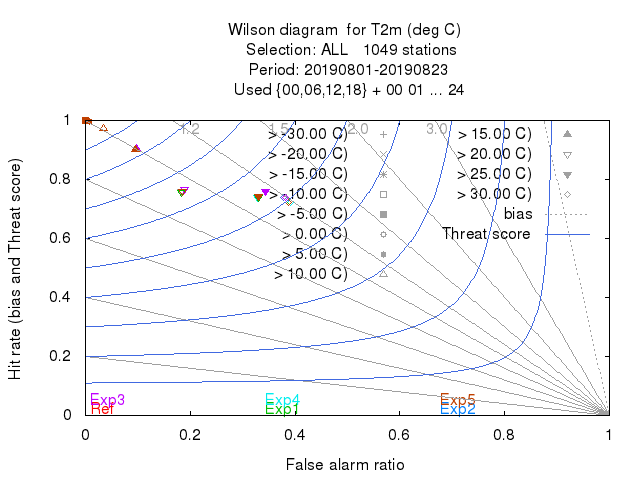 Wilson diagram  for T2m (deg C)
Selection: ALL   1049 stations
Period: 20190801-20190823
Used {00,06,12,18} + 00 01 ... 24
1.2 1.5 2.0 3.0
> -30.00 C) > 15.00 C)
> -20.00 C) > 20.00 C)
> -15.00 C) > 25.00 C)
> -10.00 C) > 30.00 C)
> -5.00 C) bias
> 0.00 C) Threat score
> 5.00 C)
> 10.00 C)
1
0.8
0.6
0.4
0.2
0
Hit rate (bias and Threat score)
Exp3 Exp4 Exp5
Ref Exp1 Exp2
0 0.2 0.4 0.6 0.8 1
False alarm ratio